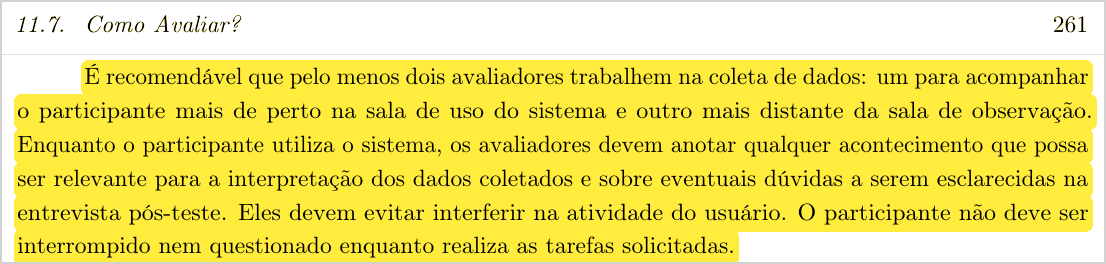 11.7. Como Avaliar? 261
É recomendável que pelo menos dois avaliadores trabalhem na coleta de dados: um para acompanhar
o participante mais de perto na sala de uso do sistema e outro mais distante da sala de observação.
Enquanto o participante utiliza o sistema, os avaliadores devem anotar qualquer acontecimento que possa
ser relevante para a interpretação dos dados coletados e sobre eventuais dúvidas a serem esclarecidas na
entrevista pós-teste. Eles devem evitar interferir na atividade do usuário. O participante não deve ser
interrompido nem questionado enquanto realiza as tarefas solicitadas.